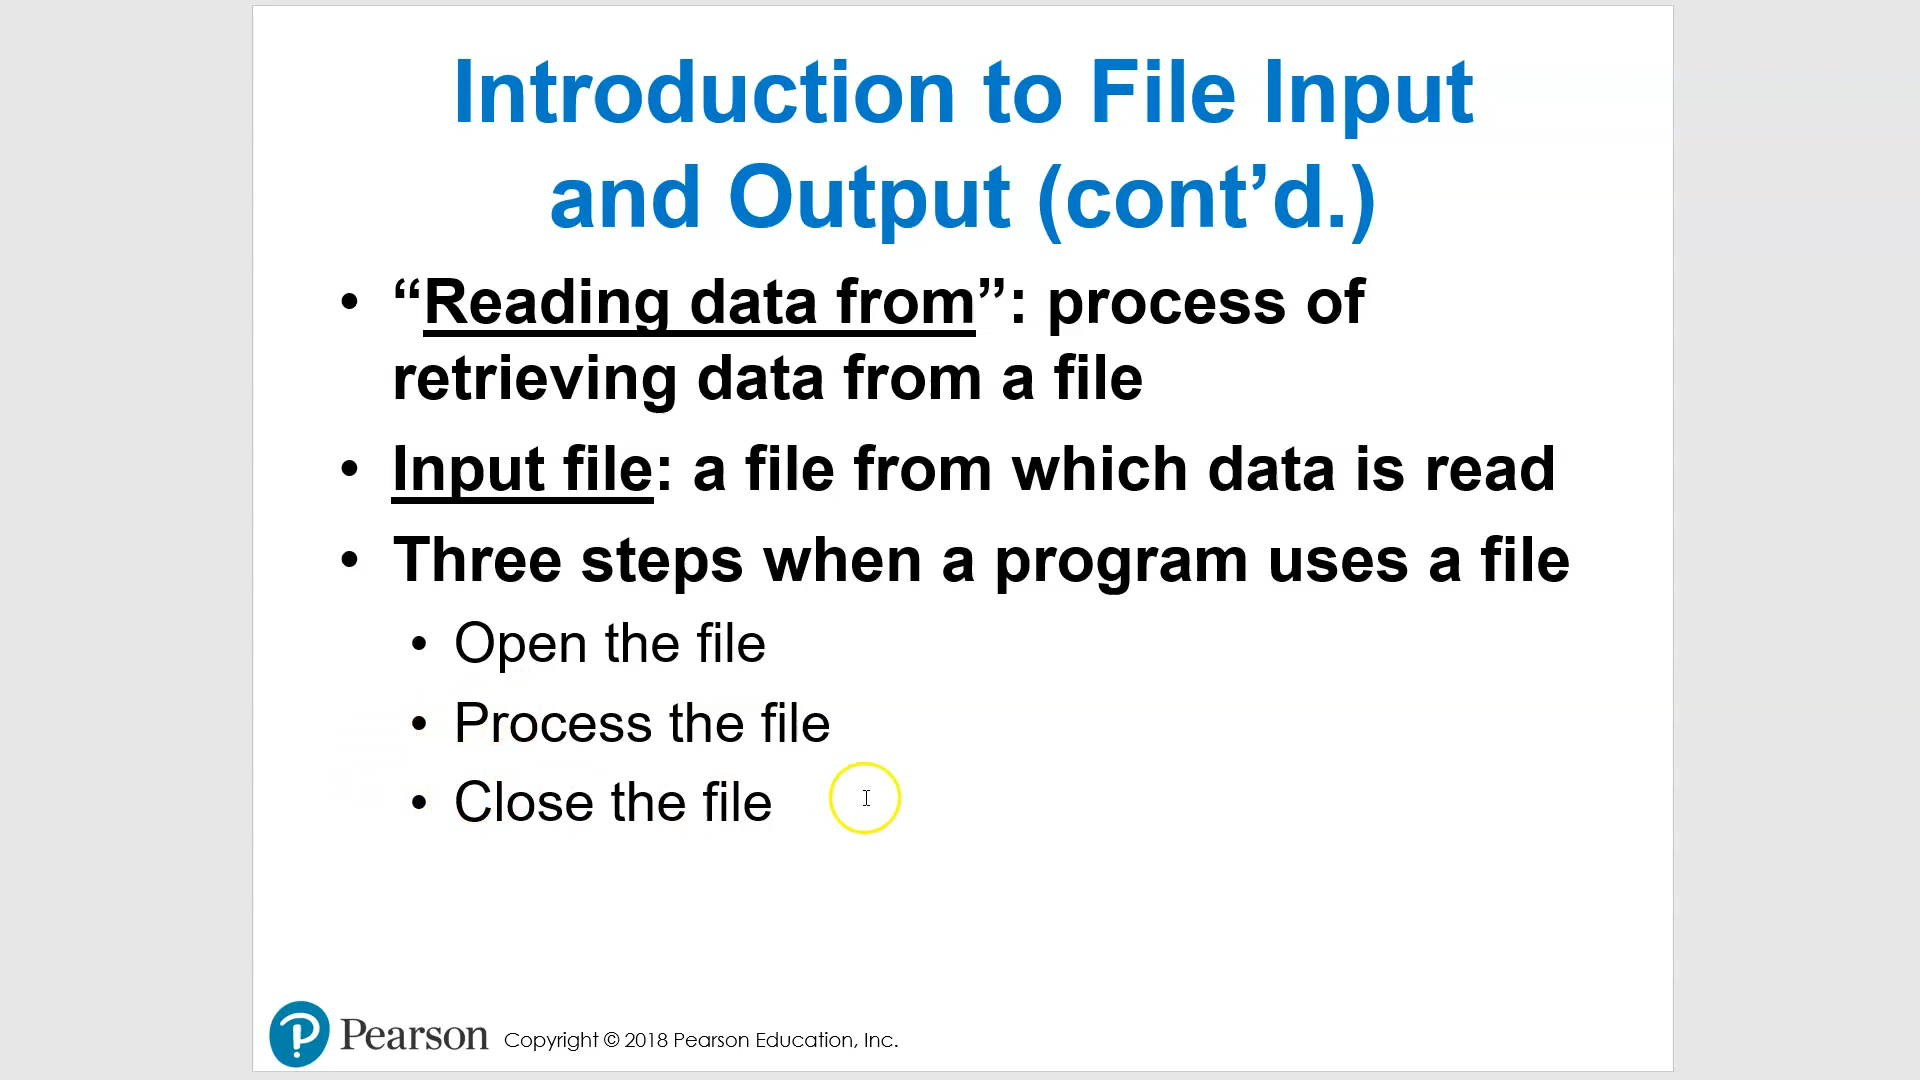 Introduction to File Input
and Output (cont’d.)
• “Reading data from”: process of
retrieving data from a file
• Input file: a file from which data is read
• Three steps when a program uses a file
• Open the file
• Process the file
• Close the file
Pearson Copyright © 2018 Pearson Education, Inc.